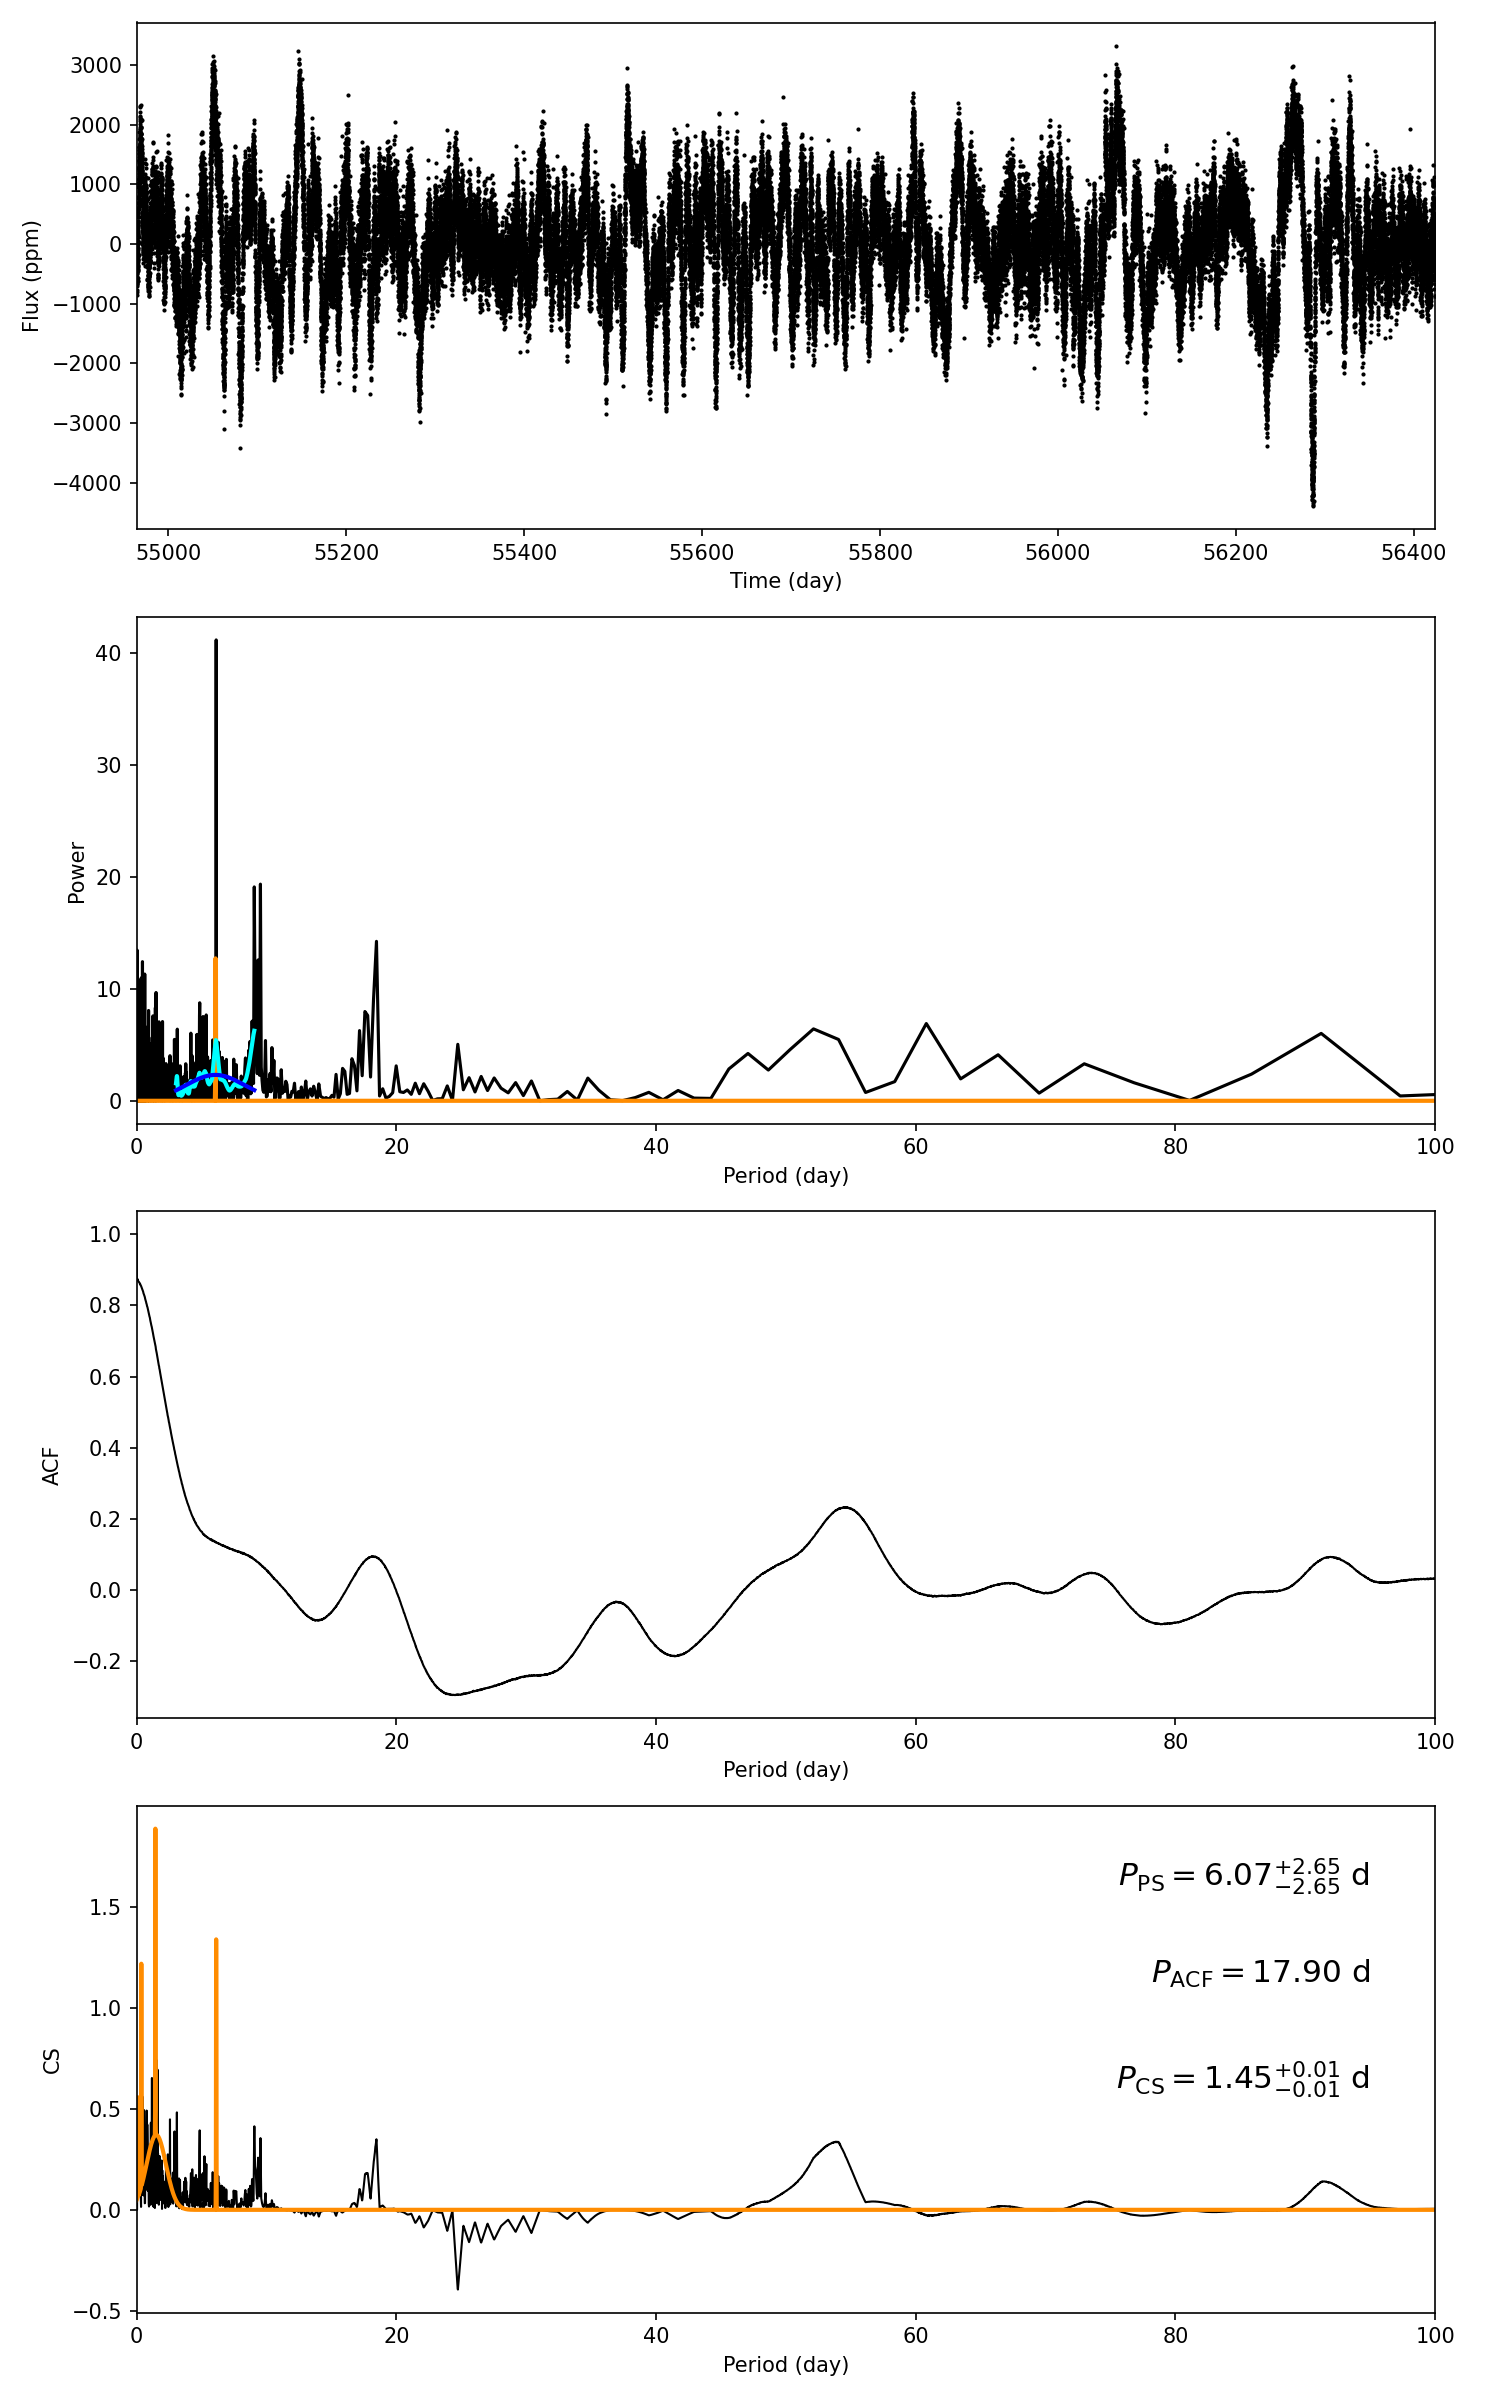 3000
2000
1000
0
−1000
−2000
−3000
−4000
Flux (ppm)
55000 55200 55400 55600 55800 56000 56200 56400
Time (day)
40
30
20
10
0
Power
0 20 40 60 80 100
Period (day)
1.0
0.8
0.6
0.4
0.2
0.0
−0.2
ACF
0 20 40 60 80 100
Period (day)
1.5
1.0
0.5
0.0
−0.5
CS
P_PS = 6.07^{+2.65}_{−2.65} d
P_ACF = 17.90 d
P_CS = 1.45^{+0.01}_{−0.01} d
0 20 40 60 80 100
Period (day)